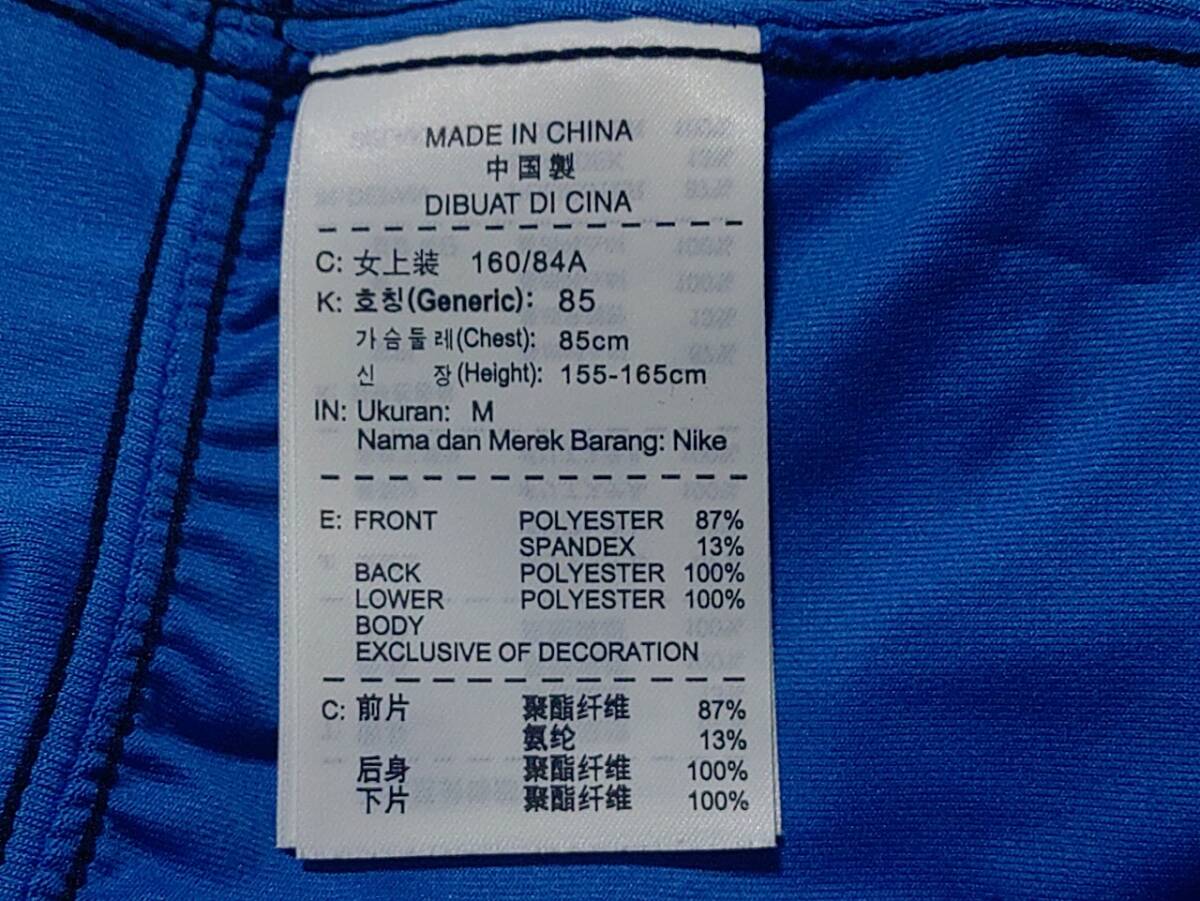 MADE IN CHINA
中国製
DIBUAT DI CINA
C: 女上装 160/84A
K: 호칭(Generic): 85
가슴둘레(Chest): 85cm
신 장(Height): 155-165cm
IN: Ukuran: M
Nama dan Merek Barang: Nike
E: FRONT POLYESTER 87%
SPANDEX 13%
BACK POLYESTER 100%
LOWER POLYESTER 100%
BODY
EXCLUSIVE OF DECORATION
C: 前片 聚酯纤维 87%
氨纶 13%
后身 聚酯纤维 100%
下片 聚酯纤维 100%